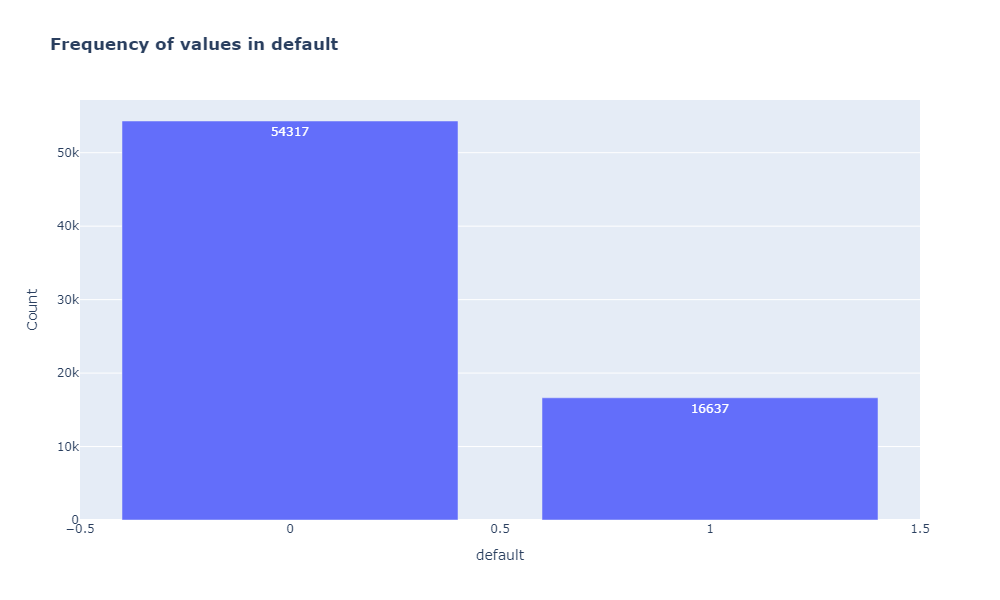 Frequency of values in default
54317
16637
50k
40k
30k
20k
10k
0
Count
−0.5
0
0.5
1
1.5
default